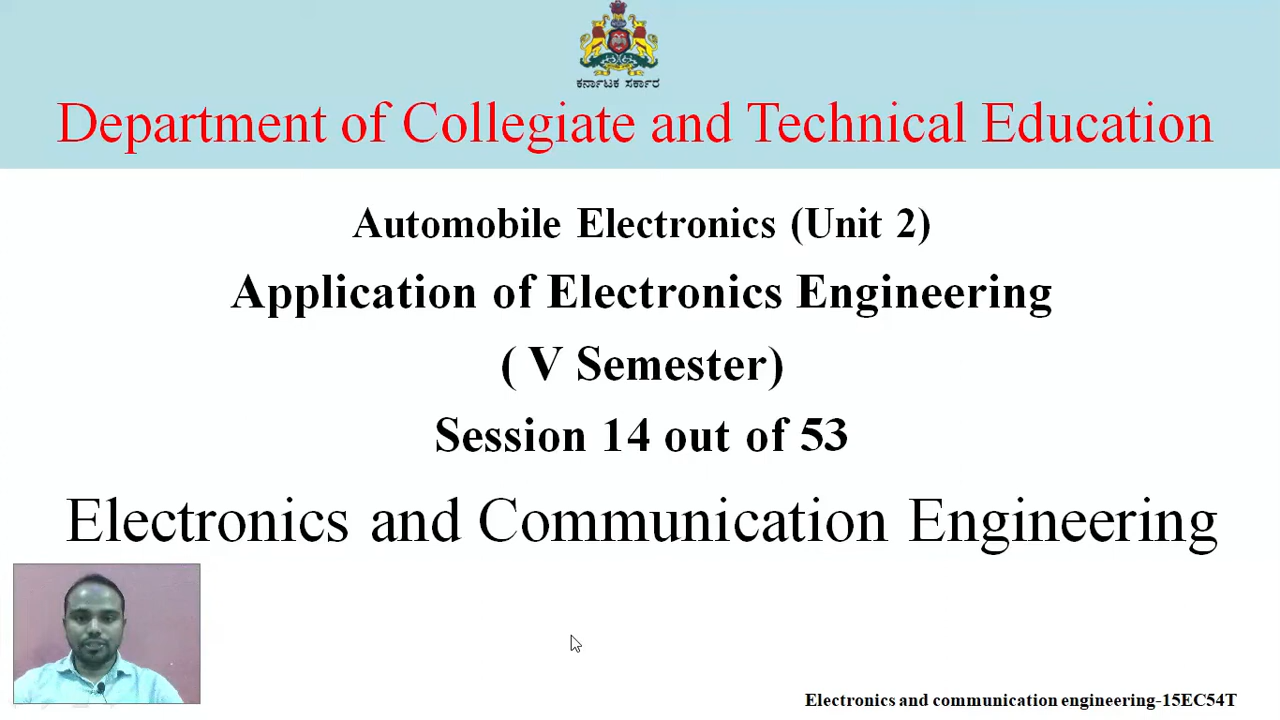 ಕರ್ನಾಟಕ ಸರ್ಕಾರ
Department of Collegiate and Technical Education
Automobile Electronics (Unit 2)
Application of Electronics Engineering
( V Semester)
Session 14 out of 53
Electronics and Communication Engineering
Electronics and communication engineering-15EC54T